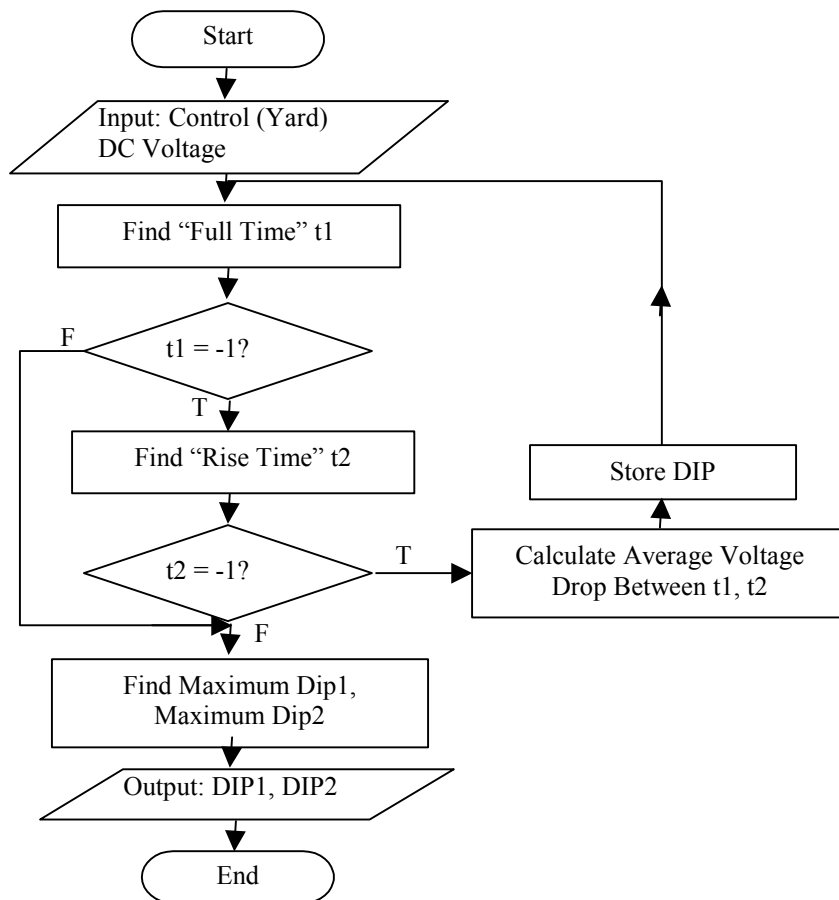 Start
Input: Control (Yard)
DC Voltage
Find “Full Time” t1
F
t1 = -1?
T
Find “Rise Time” t2
Store DIP
t2 = -1?
T
Calculate Average Voltage
Drop Between t1, t2
F
Find Maximum Dip1,
Maximum Dip2
Output: DIP1, DIP2
End